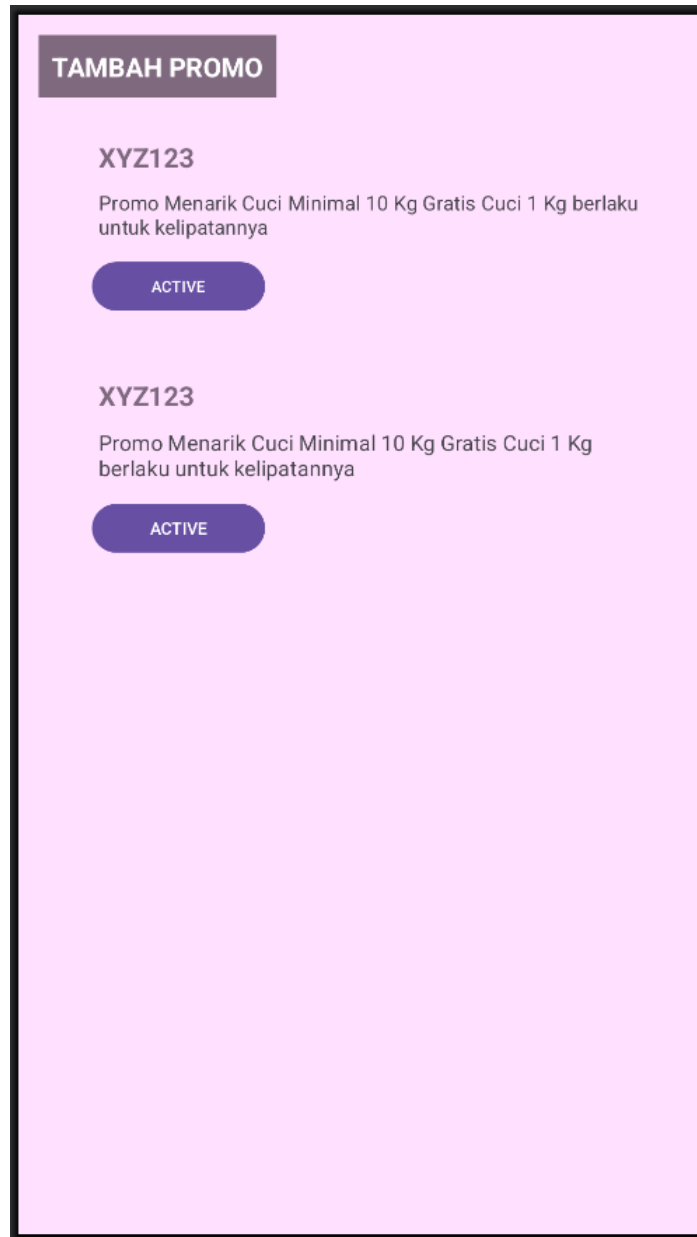 TAMBAH PROMO
XYZ123
Promo Menarik Cuci Minimal 10 Kg Gratis Cuci 1 Kg berlaku
untuk kelipatannya
ACTIVE
XYZ123
Promo Menarik Cuci Minimal 10 Kg Gratis Cuci 1 Kg
berlaku untuk kelipatannya
ACTIVE